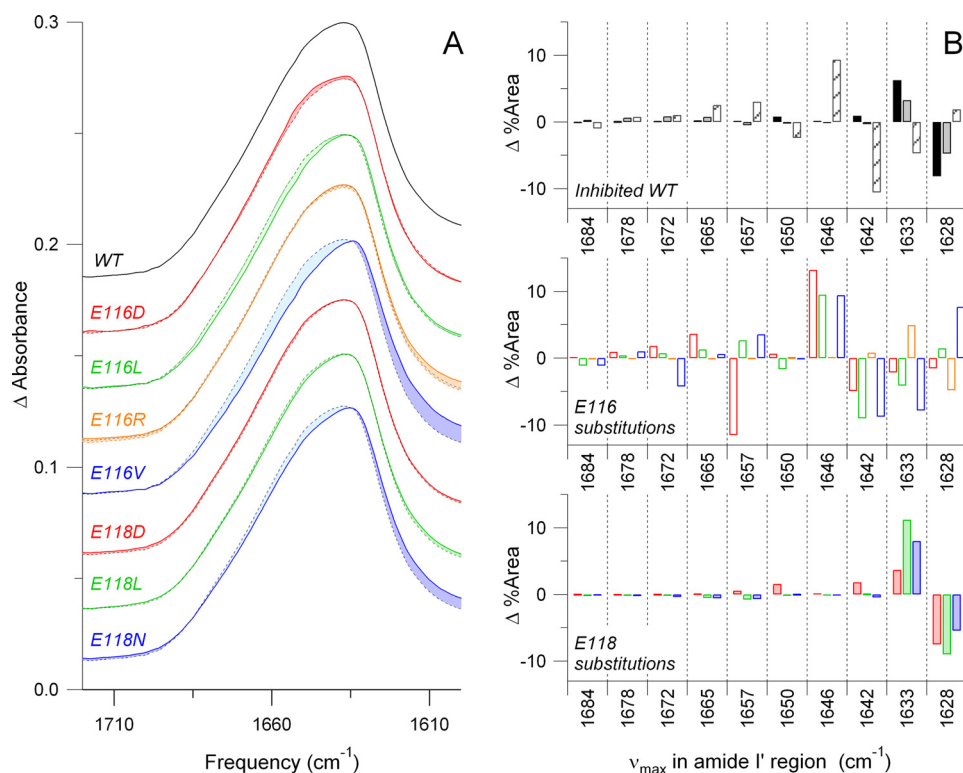 A
0.3
0.2
0.1
0.0
Δ Absorbance
WT
E116D
E116L
E116R
E116V
E118D
E118L
E118N
1710
1660
1610
Frequency (cm-1)
B
10
0
-10
Δ %Area
Inhibited WT
1684
1678
1672
1665
1657
1650
1646
1642
1633
1628
10
0
-10
Δ %Area
E116
substitutions
1684
1678
1672
1665
1657
1650
1646
1642
1633
1628
10
0
-10
Δ %Area
E118
substitutions
1684
1678
1672
1665
1657
1650
1646
1642
1633
1628
νmax in amide I' region (cm-1)